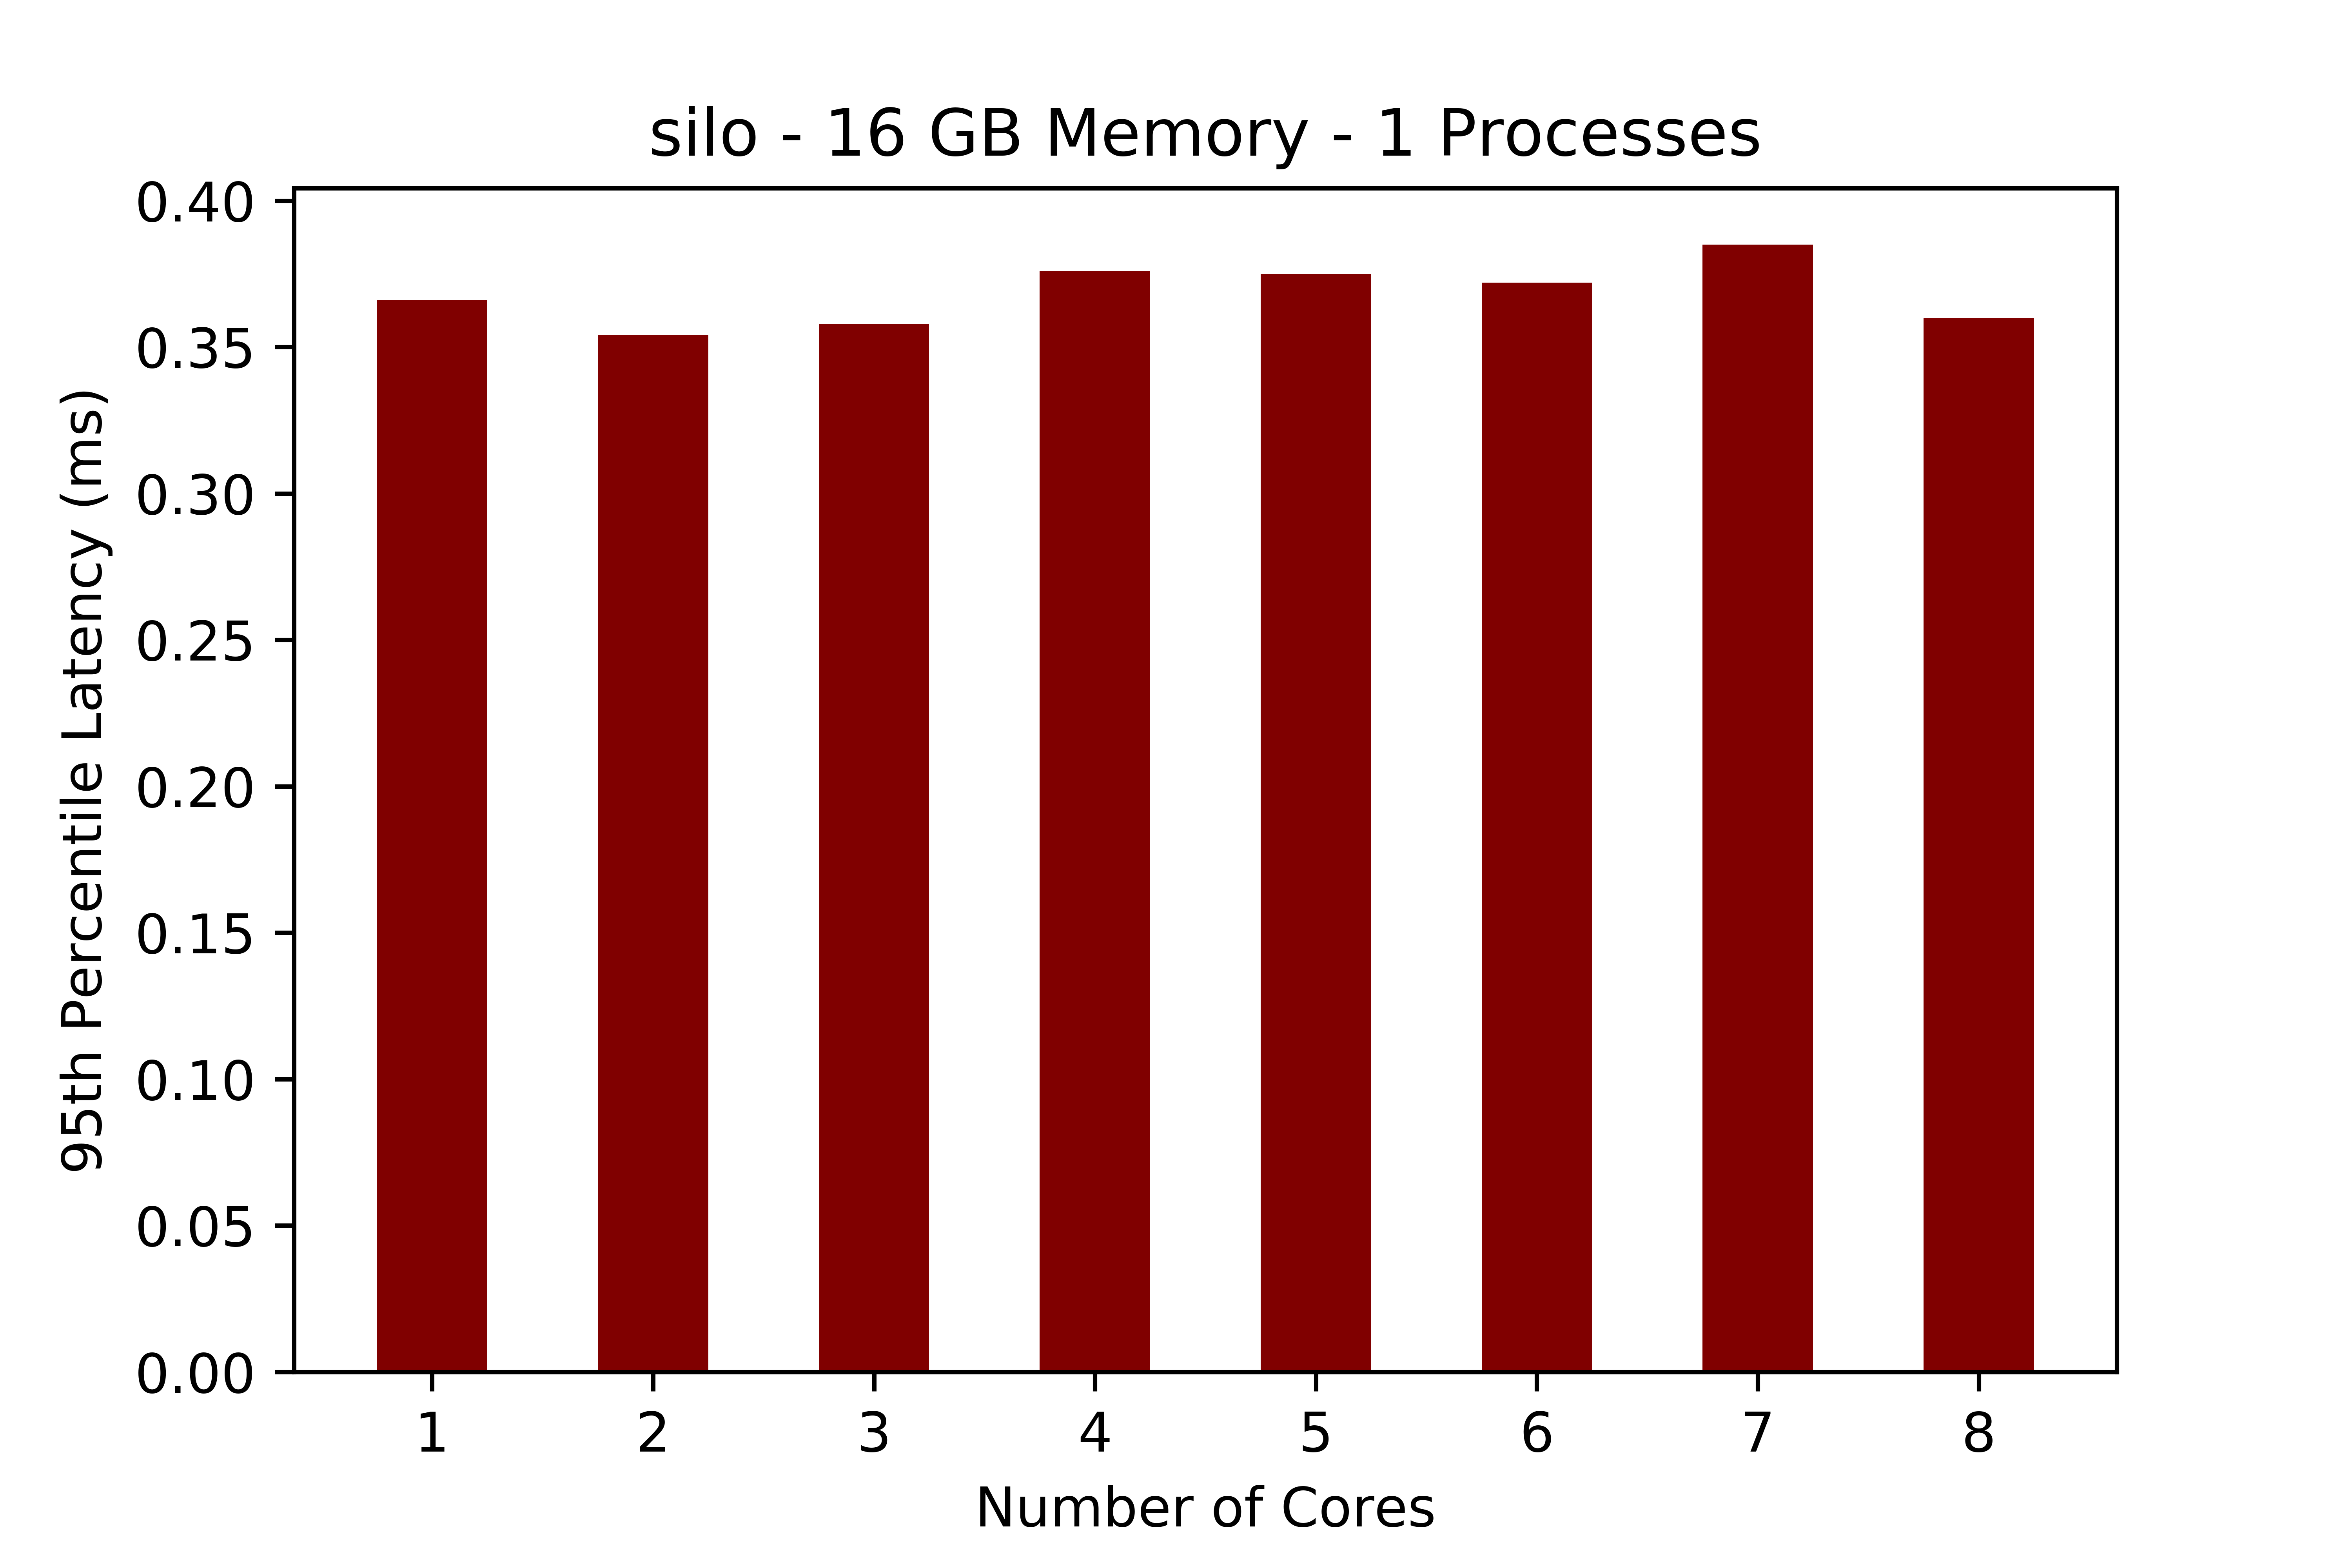 silo - 16 GB Memory - 1 Processes
95th Percentile Latency (ms)
0.40
0.35
0.30
0.25
0.20
0.15
0.10
0.05
0.00
1 2 3 4 5 6 7 8
Number of Cores